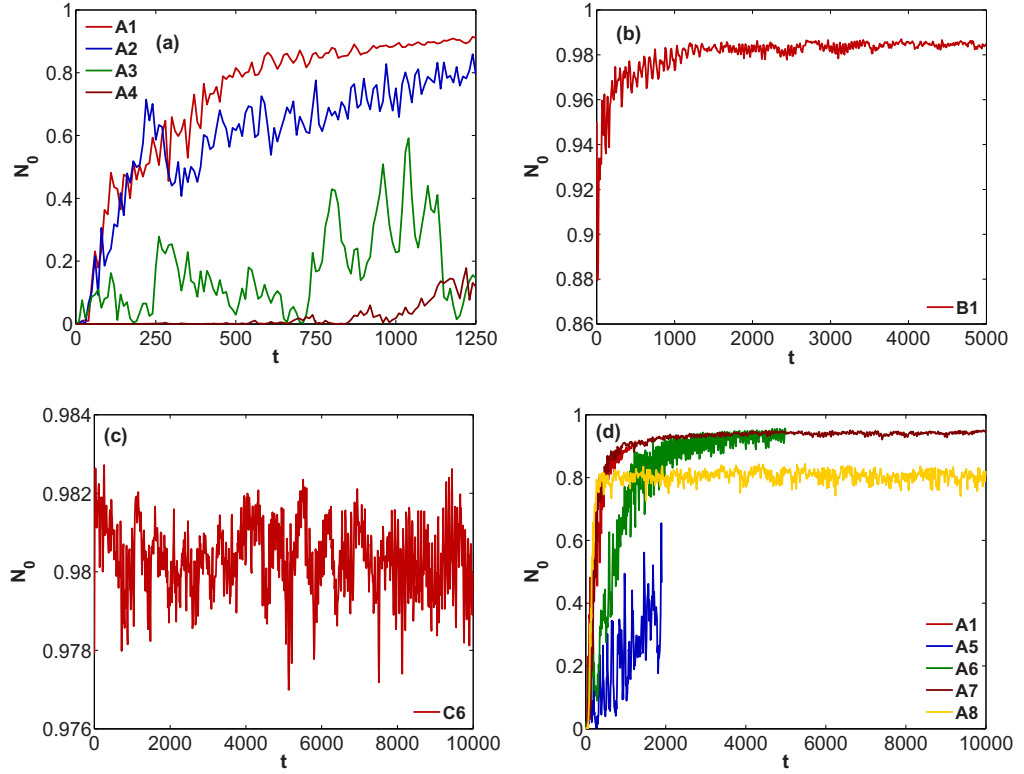 (a)
A1
A2
A3
A4
N0
1
0.8
0.6
0.4
0.2
0
0 250 500 750 1000 1250
t
(b)
N0
1
0.98
0.96
0.94
0.92
0.9
0.88
0.86
B1
0 1000 2000 3000 4000 5000
t
(c)
N0
0.984
0.982
0.98
0.978
0.976
C6
0 2000 4000 6000 8000 10000
t
(d)
N0
1
0.8
0.6
0.4
0.2
0
A1
A5
A6
A7
A8
0 2000 4000 6000 8000 10000
t